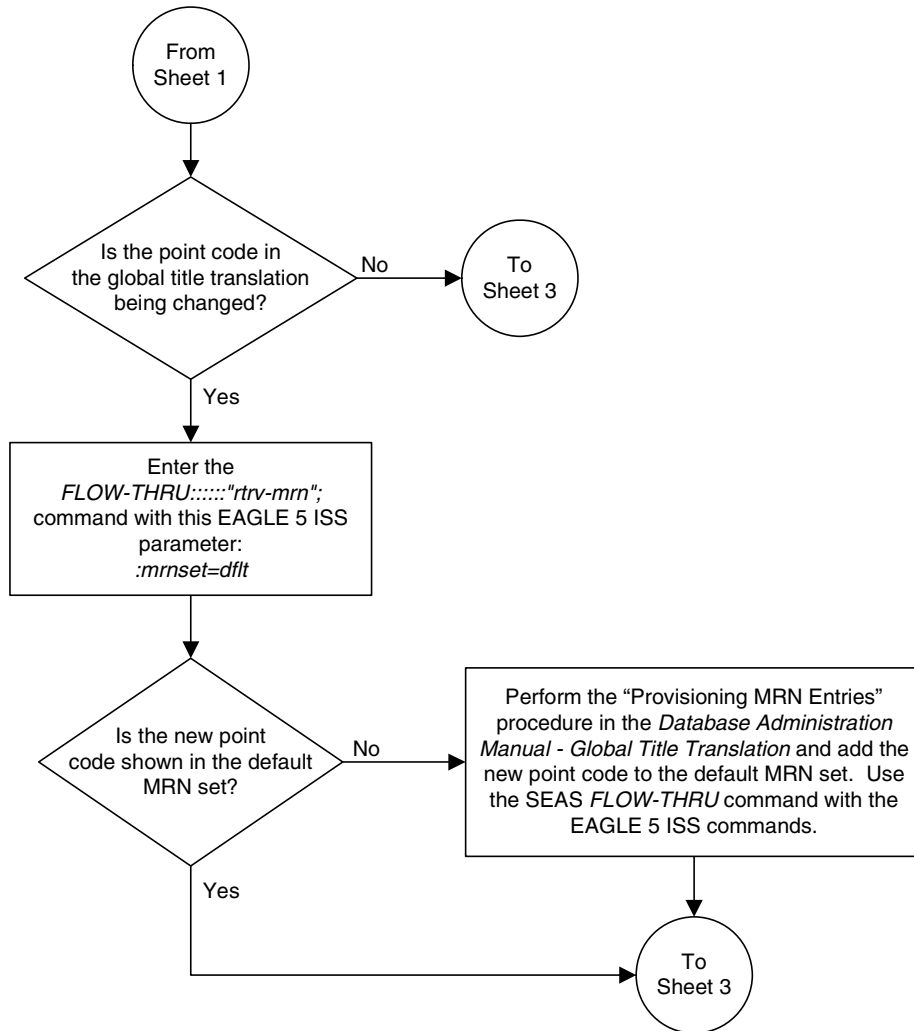 From
Sheet 1
Is the point code in
the global title translation
being changed?
No
To
Sheet 3
Yes
Enter the
FLOW-THRU::::::"rtrv-mrn";
command with this EAGLE 5 ISS
parameter:
:mrnset=dflt
Is the new point
code shown in the default
MRN set?
No
Perform the “Provisioning MRN Entries”
procedure in the Database Administration
Manual - Global Title Translation and add the
new point code to the default MRN set.  Use
the SEAS FLOW-THRU command with the
EAGLE 5 ISS commands.
Yes
To
Sheet 3